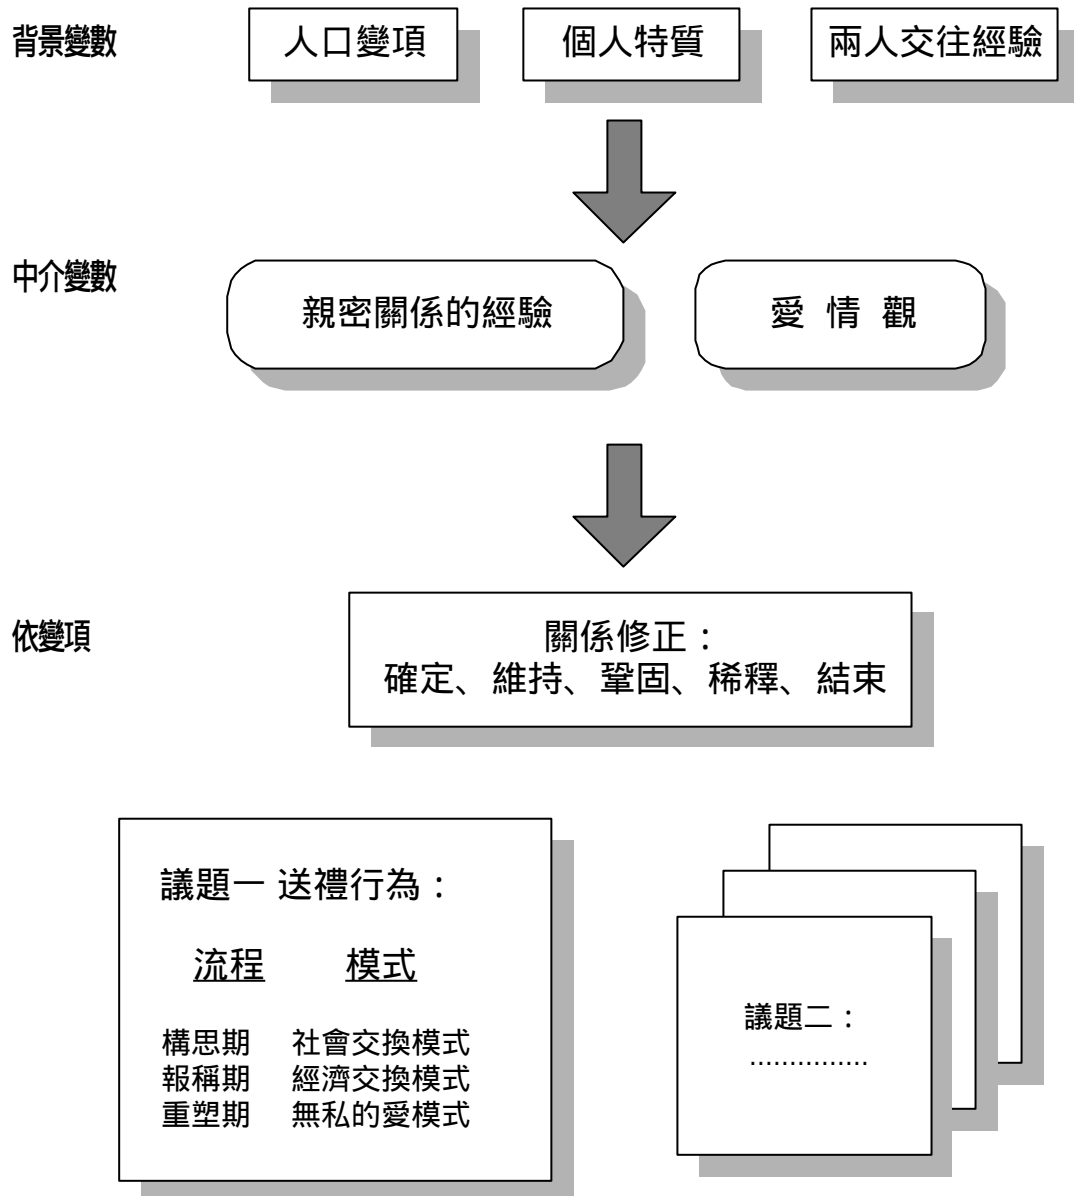 背景變數 人口變項 個人特質 兩人交往經驗
中介變數 親密關係的經驗 愛 情 觀
依變項
關係修正：
確定、維持、鞏固、稀釋、結束
議題一 送禮行為：
流程 模式
構思期 社會交換模式
報稱期 經濟交換模式
重塑期 無私的愛模式
議題二：
...............